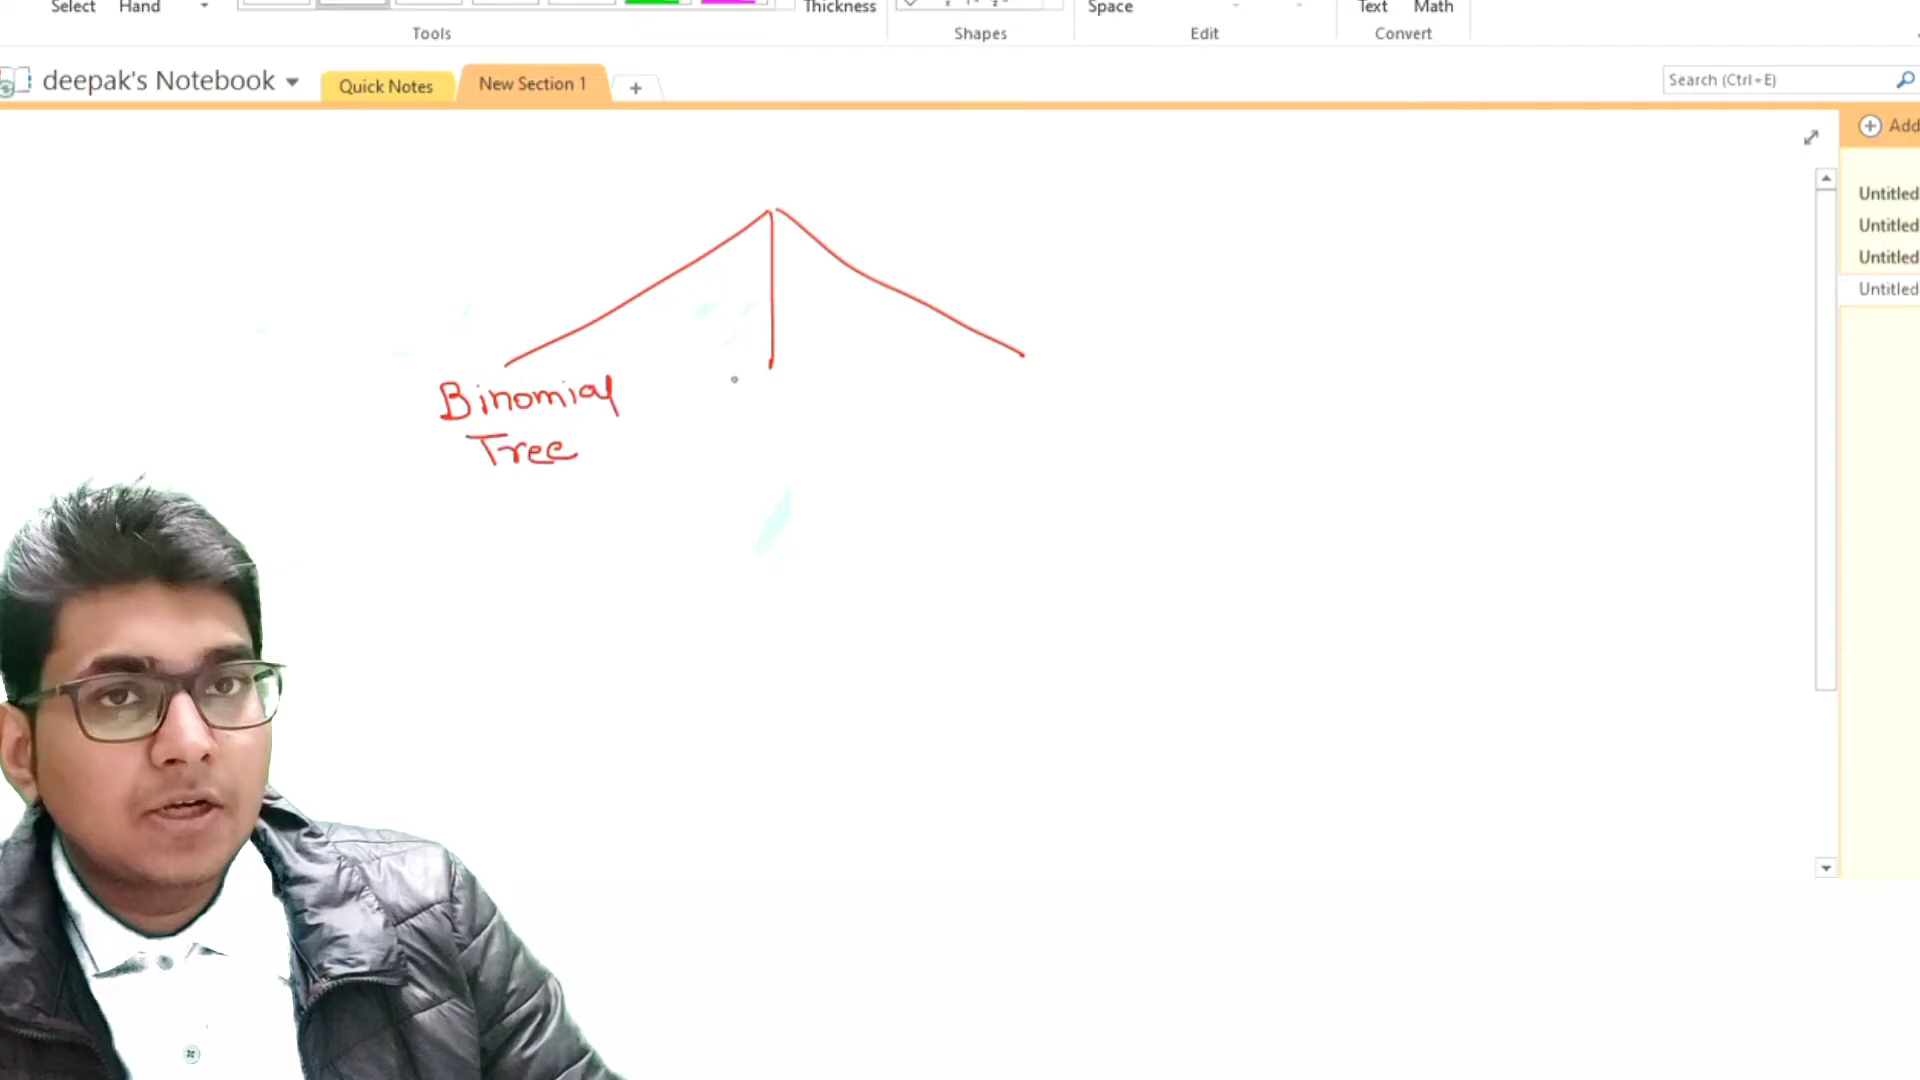 Select Hand
Thickness
Space
Text Math
Tools
Shapes
Edit
Convert
deepak's Notebook
Quick Notes
New Section 1
+
Search (Ctrl+E)
Add
Untitled
Untitled
Untitled
Untitled
Binomial
Tree